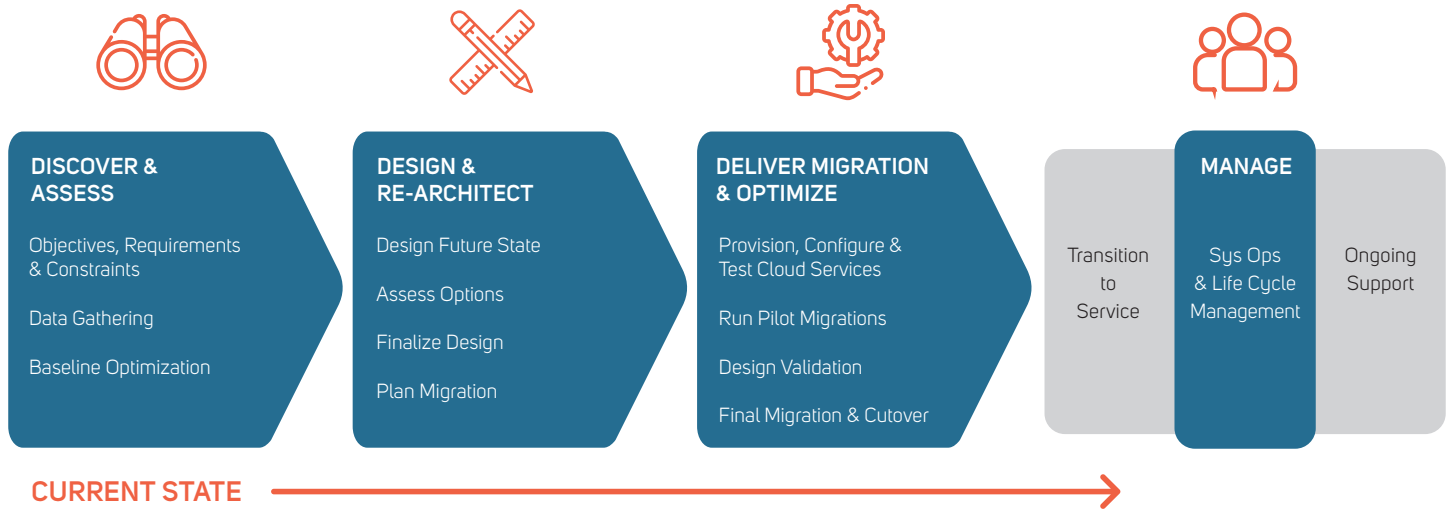 DISCOVER &
ASSESS
Objectives, Requirements
& Constraints
Data Gathering
Baseline Optimization
DESIGN &
RE-ARCHITECT
Design Future State
Assess Options
Finalize Design
Plan Migration
DELIVER MIGRATION
& OPTIMIZE
Provision, Configure &
Test Cloud Services
Run Pilot Migrations
Design Validation
Final Migration & Cutover
Transition
to
Service
MANAGE
Sys Ops
& Life Cycle
Management
Ongoing
Support
CURRENT STATE